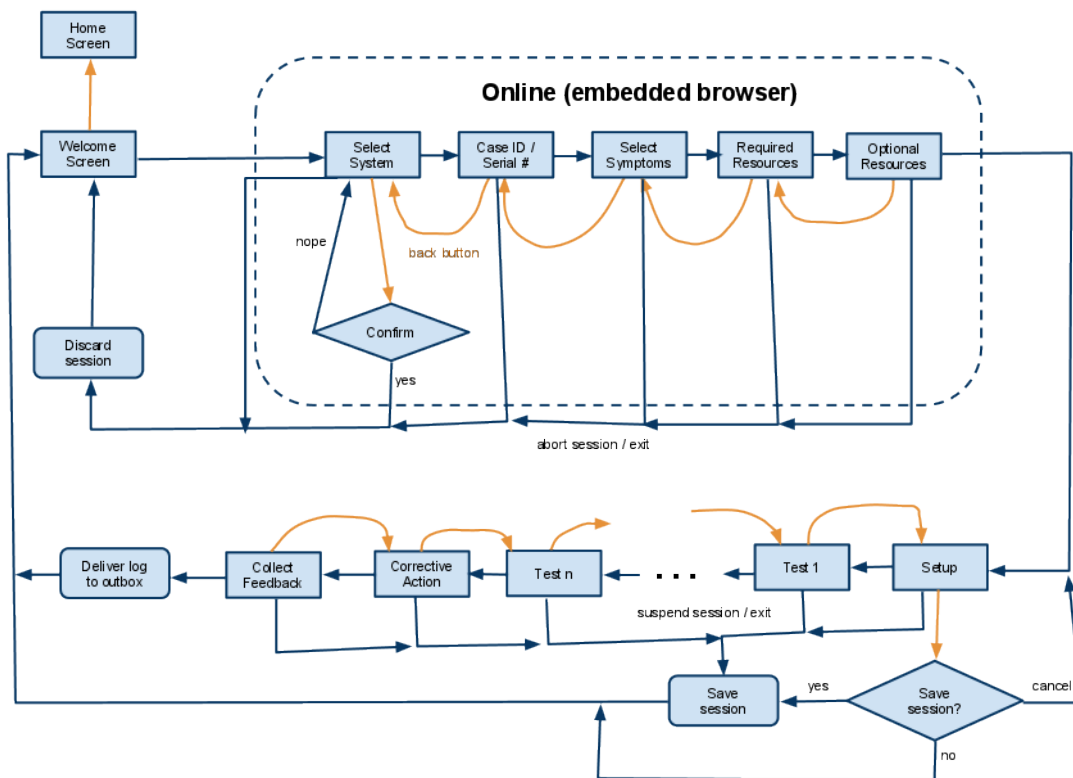 Home
Screen
Online (embedded browser)
Welcome
Screen
Select
System
Case ID /
Serial #
Select
Symptoms
Required
Resources
Optional
Resources
nope
back button
Confirm
Discard
session
yes
abort session / exit
Deliver log
to outbox
Collect
Feedback
Corrective
Action
Test n
. . .
Test 1
Setup
suspend session / exit
Save
session
yes
Save
session?
cancel
no